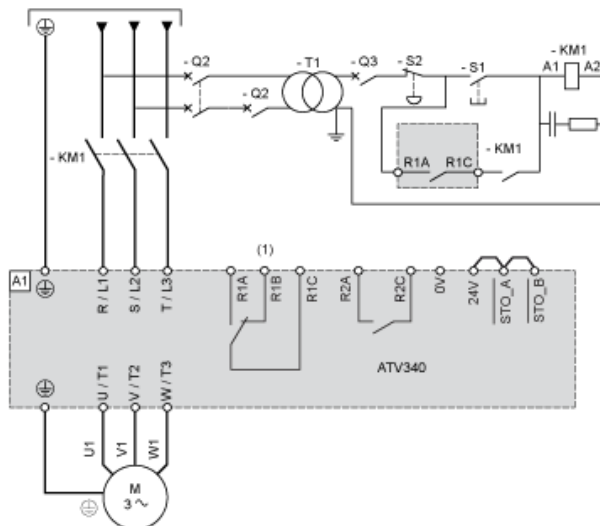 - Q2
- T1
- Q3
- S2
- S1
- KM1
A1
A2
- Q2
- KM1
R1A
R1C
- KM1
(1)
A1
R / L1
S / L2
T / L3
R1A
R1B
R1C
R2A
R2C
0V
24V
STO_A
STO_B
ATV340
U / T1
V / T2
W / T3
U1
V1
W1
M
3 ~